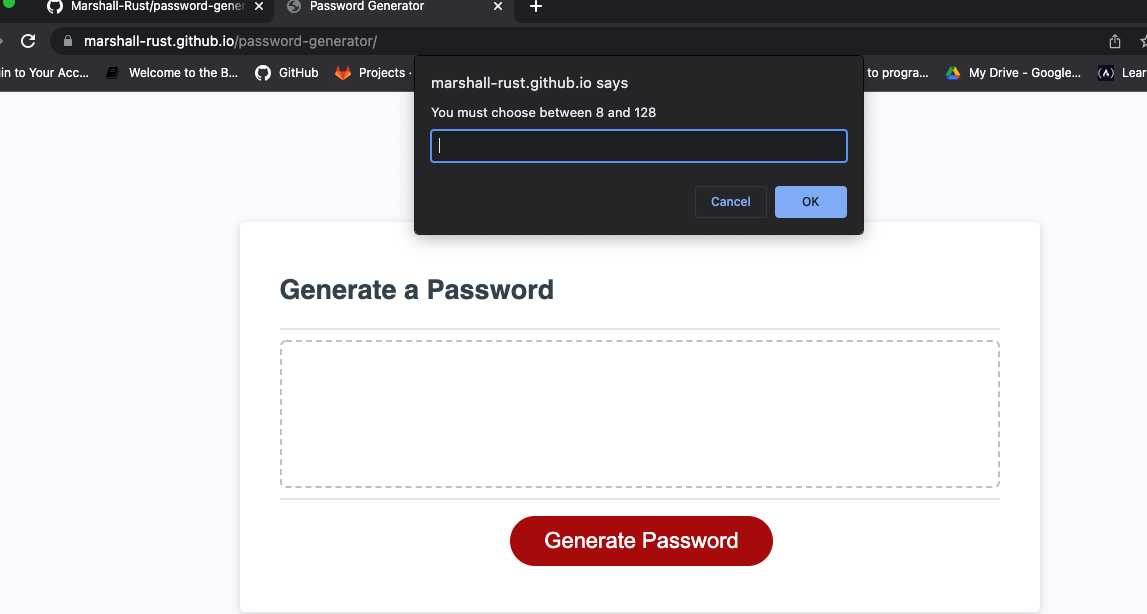 Marshall-Rust/password-gener
Password Generator
marshall-rust.github.io/password-generator/
in to Your Acc...
Welcome to the B...
GitHub
Projects ·
to progra...
My Drive - Google...
Lear
marshall-rust.github.io says
You must choose between 8 and 128
Cancel
OK
Generate a Password
Generate Password